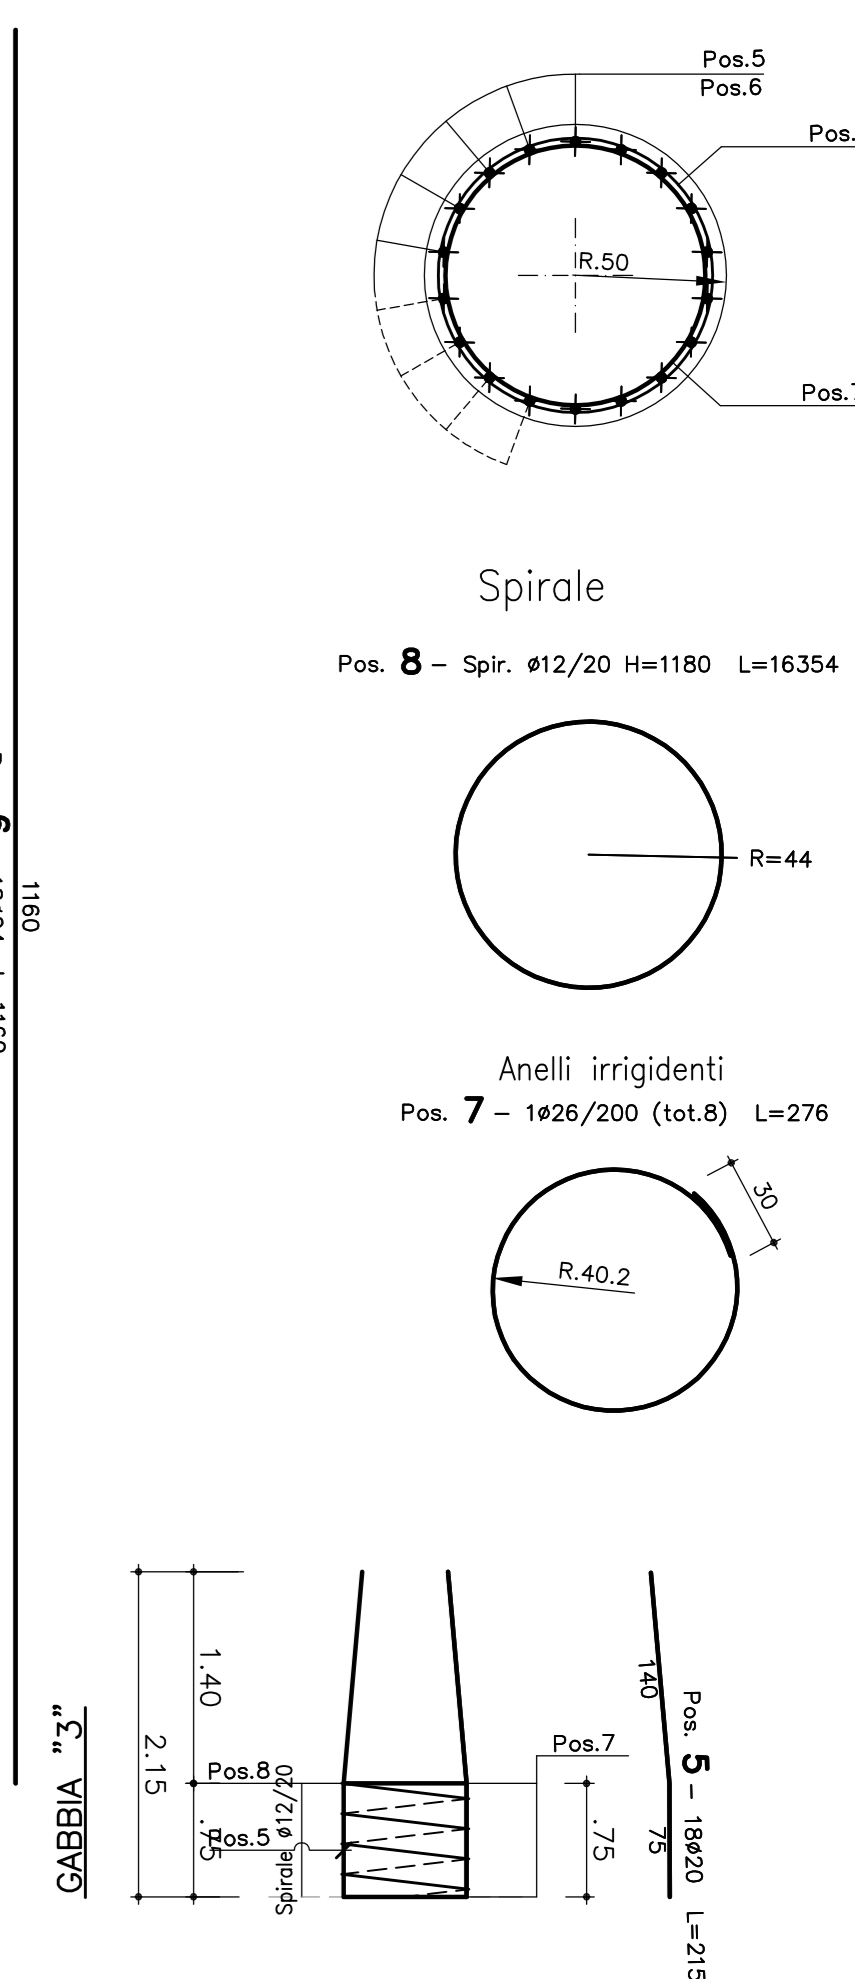 Pos.5
Pos.6
Pos.
R.50
Pos.7
Spirale
Pos. 8 – Spir. ø12/20 H=1180 L=16354
R=44
1160
Anelli irrigidenti
Pos. 7 – 1ø26/200 (tot.8) L=276
30
R.40.2
GABBIA "3"
2.15
1.40
.75
Pos.8
Pos.5
Spirale ø12/20
Pos.7
.75
140
75
Pos. 5 – 18ø20 L=215